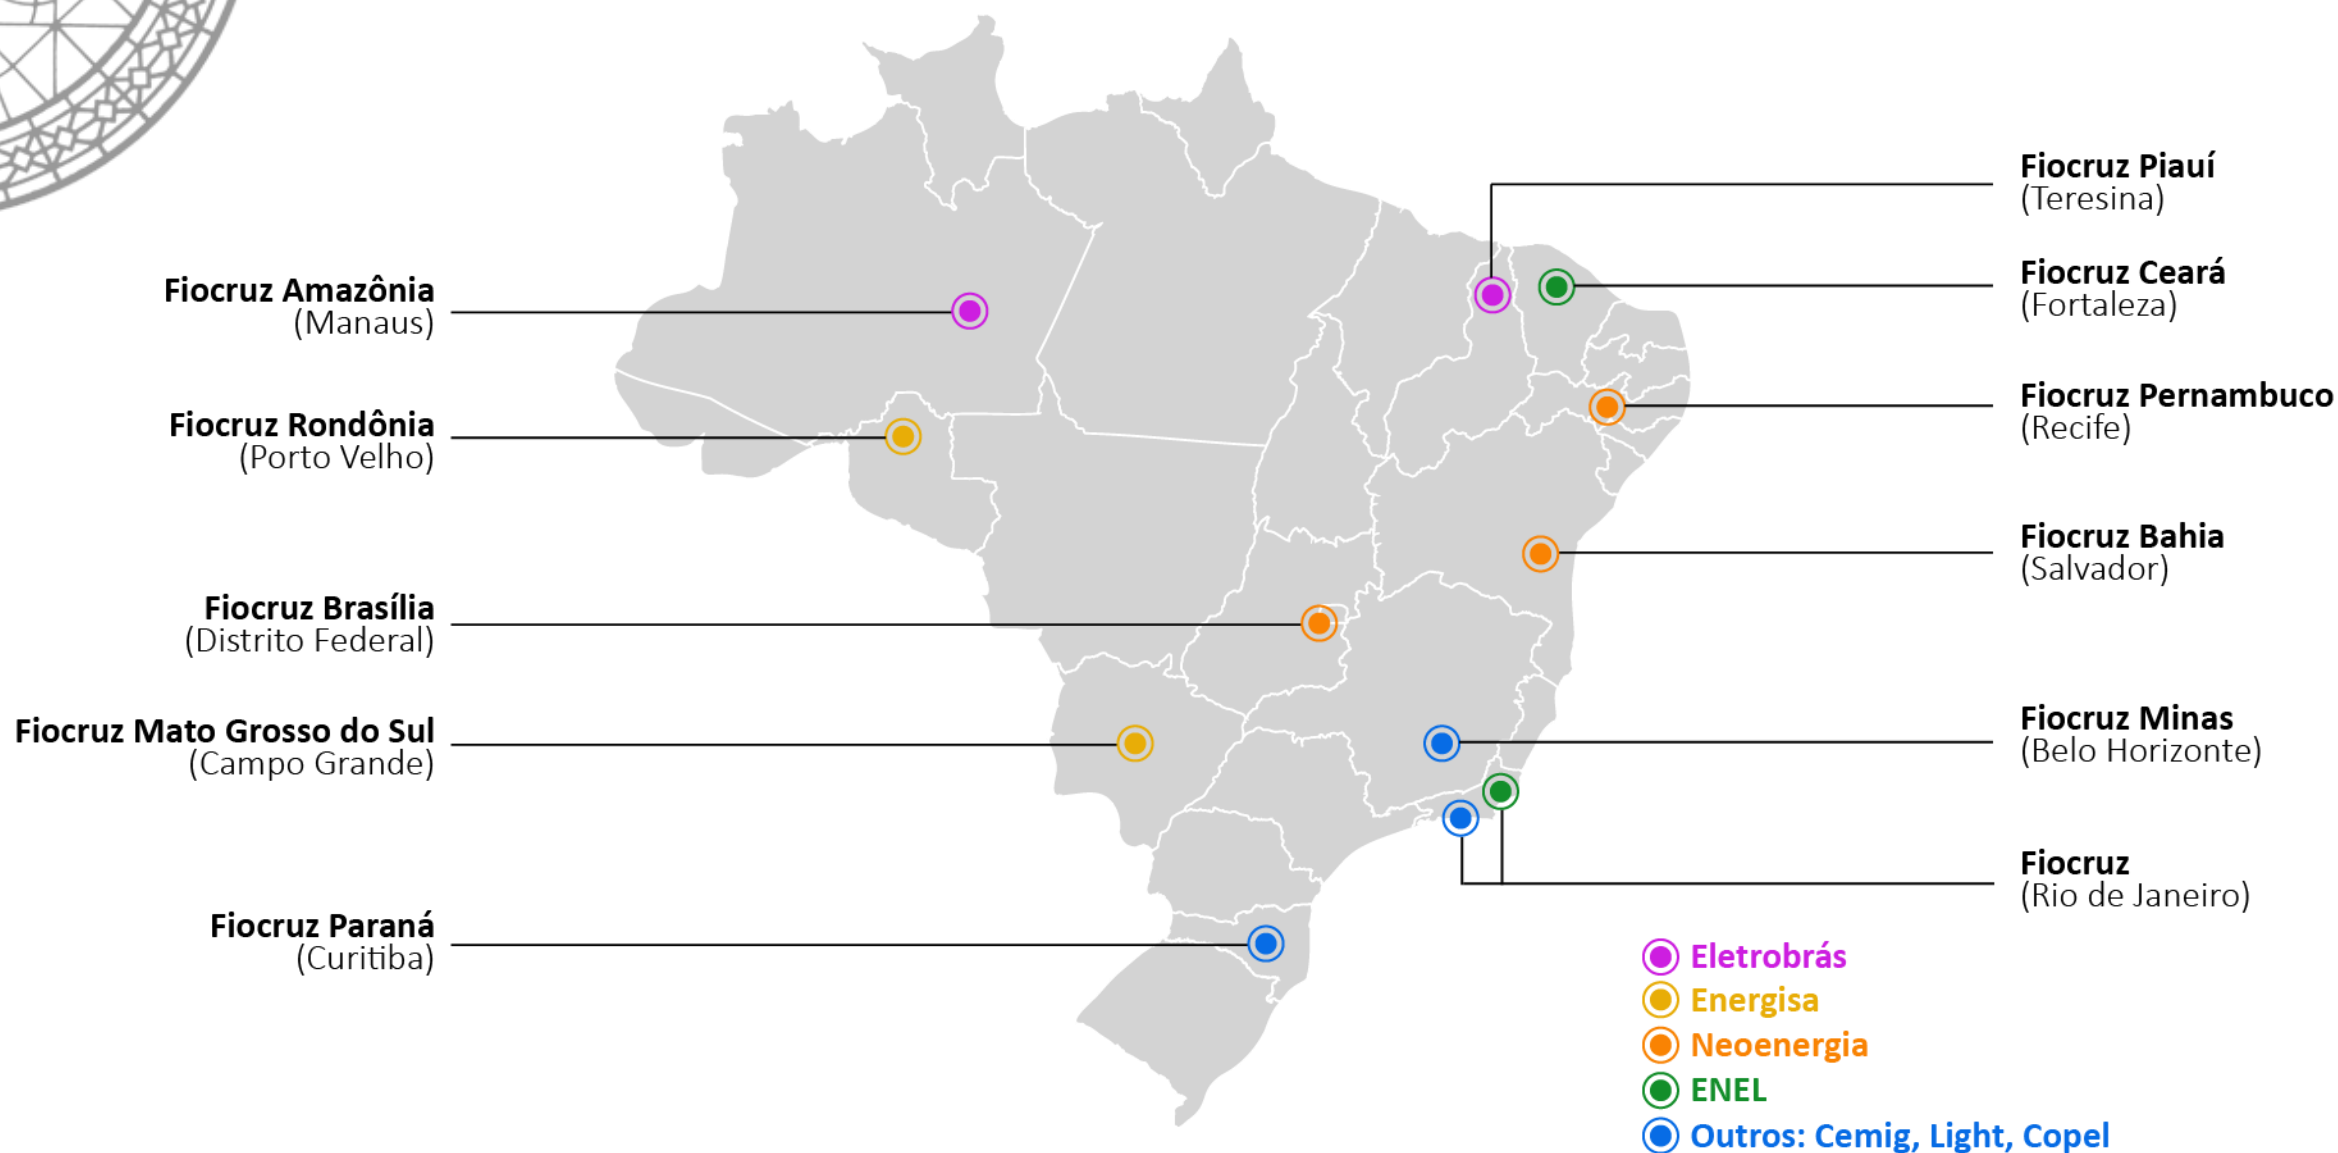 Fiocruz Amazônia
(Manaus)
Fiocruz Rondônia
(Porto Velho)
Fiocruz Brasília
(Distrito Federal)
Fiocruz Mato Grosso do Sul
(Campo Grande)
Fiocruz Paraná
(Curitiba)
Fiocruz Piauí
(Teresina)
Fiocruz Ceará
(Fortaleza)
Fiocruz Pernambuco
(Recife)
Fiocruz Bahia
(Salvador)
Fiocruz Minas
(Belo Horizonte)
Fiocruz
(Rio de Janeiro)
Eletrobrás
Energisa
Neoenergia
ENEL
Outros: Cemig, Light, Copel